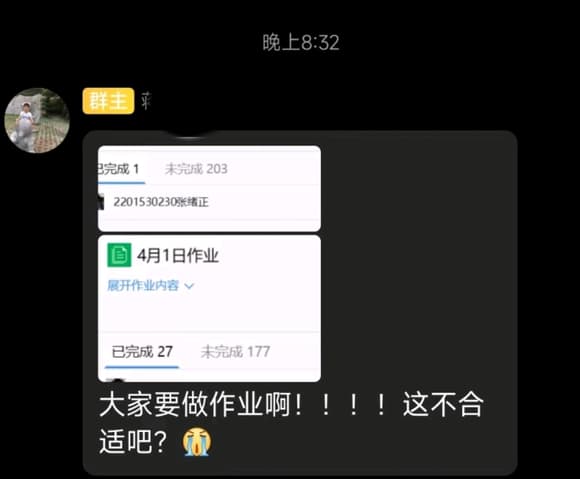 晚上8:32
群主
已完成 1 未完成 203
2201530230张绪正
4月1日作业
展开作业内容
已完成 27 未完成 177
大家要做作业啊！！！！这不合
适吧？😭